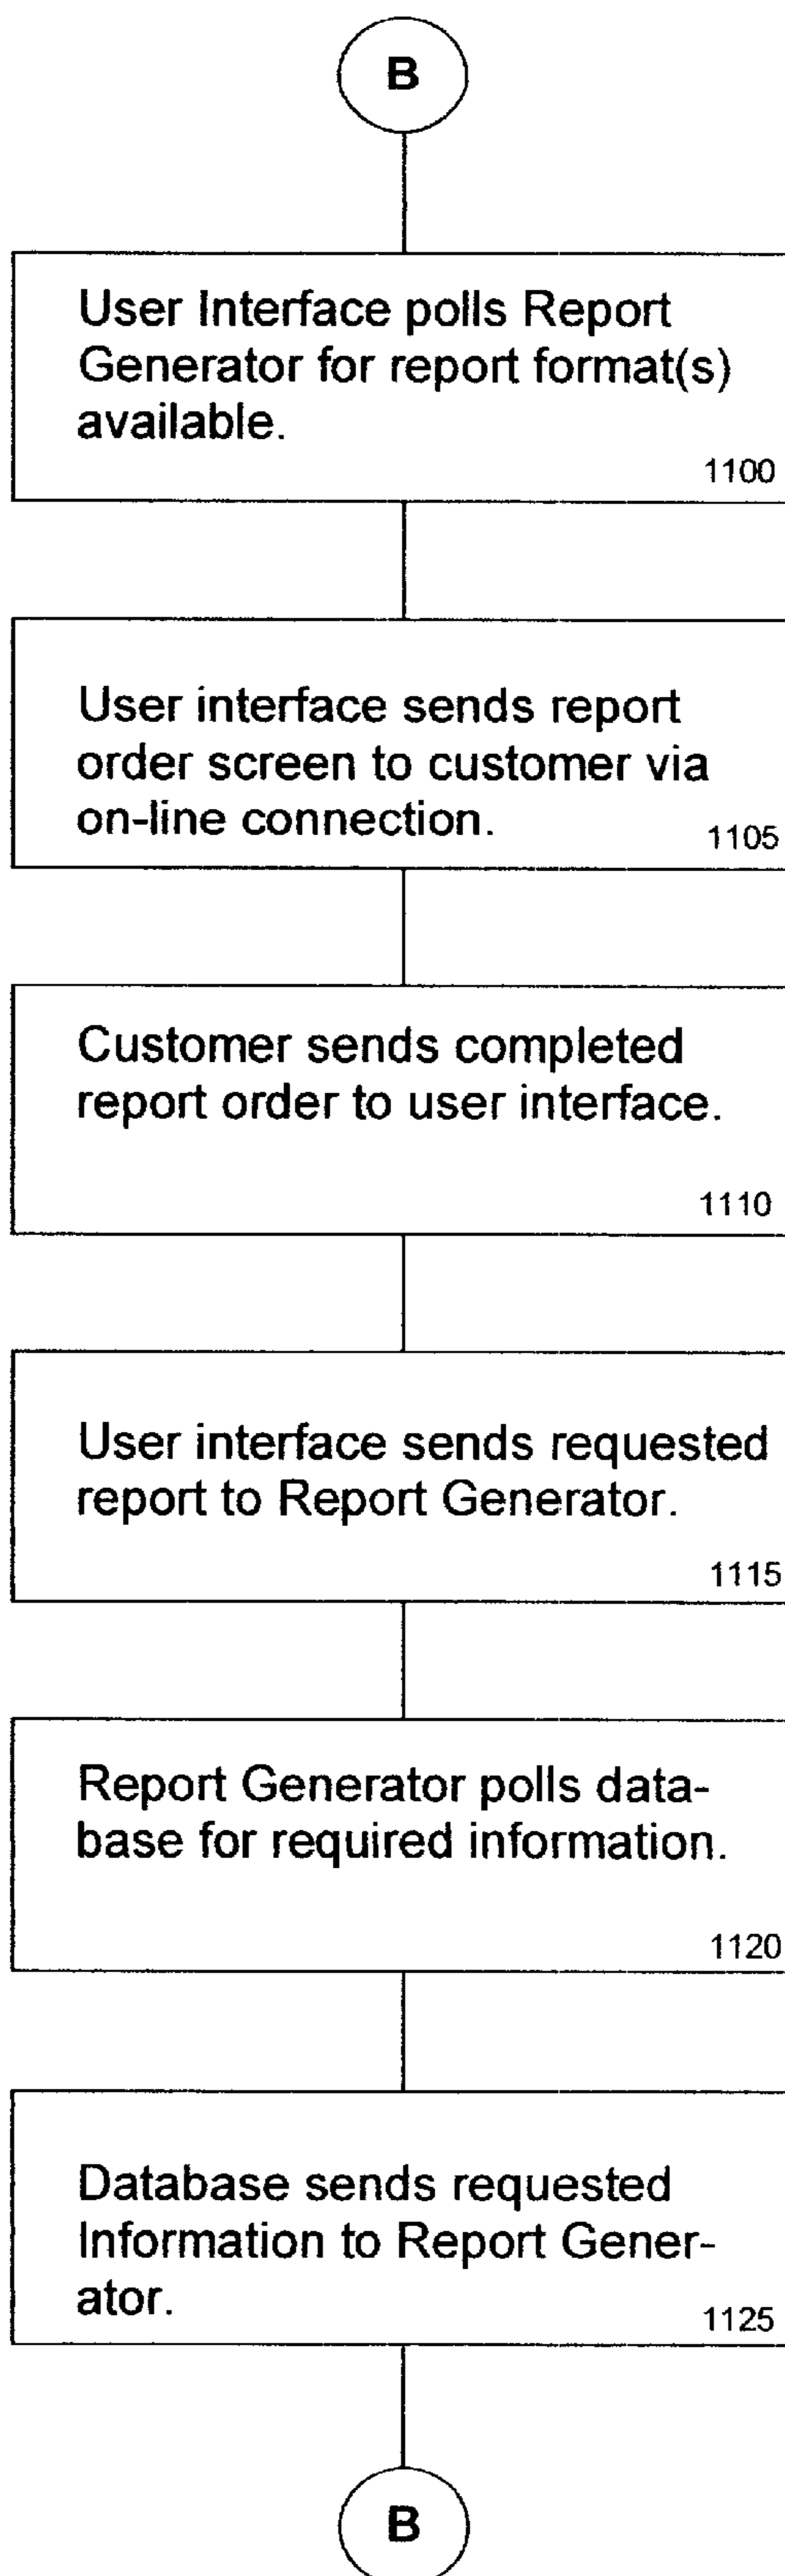 B
User Interface polls Report
Generator for report format(s)
available.
1100
User interface sends report
order screen to customer via
on-line connection.
1105
Customer sends completed
report order to user interface.
1110
User interface sends requested
report to Report Generator.
1115
Report Generator polls data-
base for required information.
1120
Database sends requested
Information to Report Gener-
ator.
1125
B